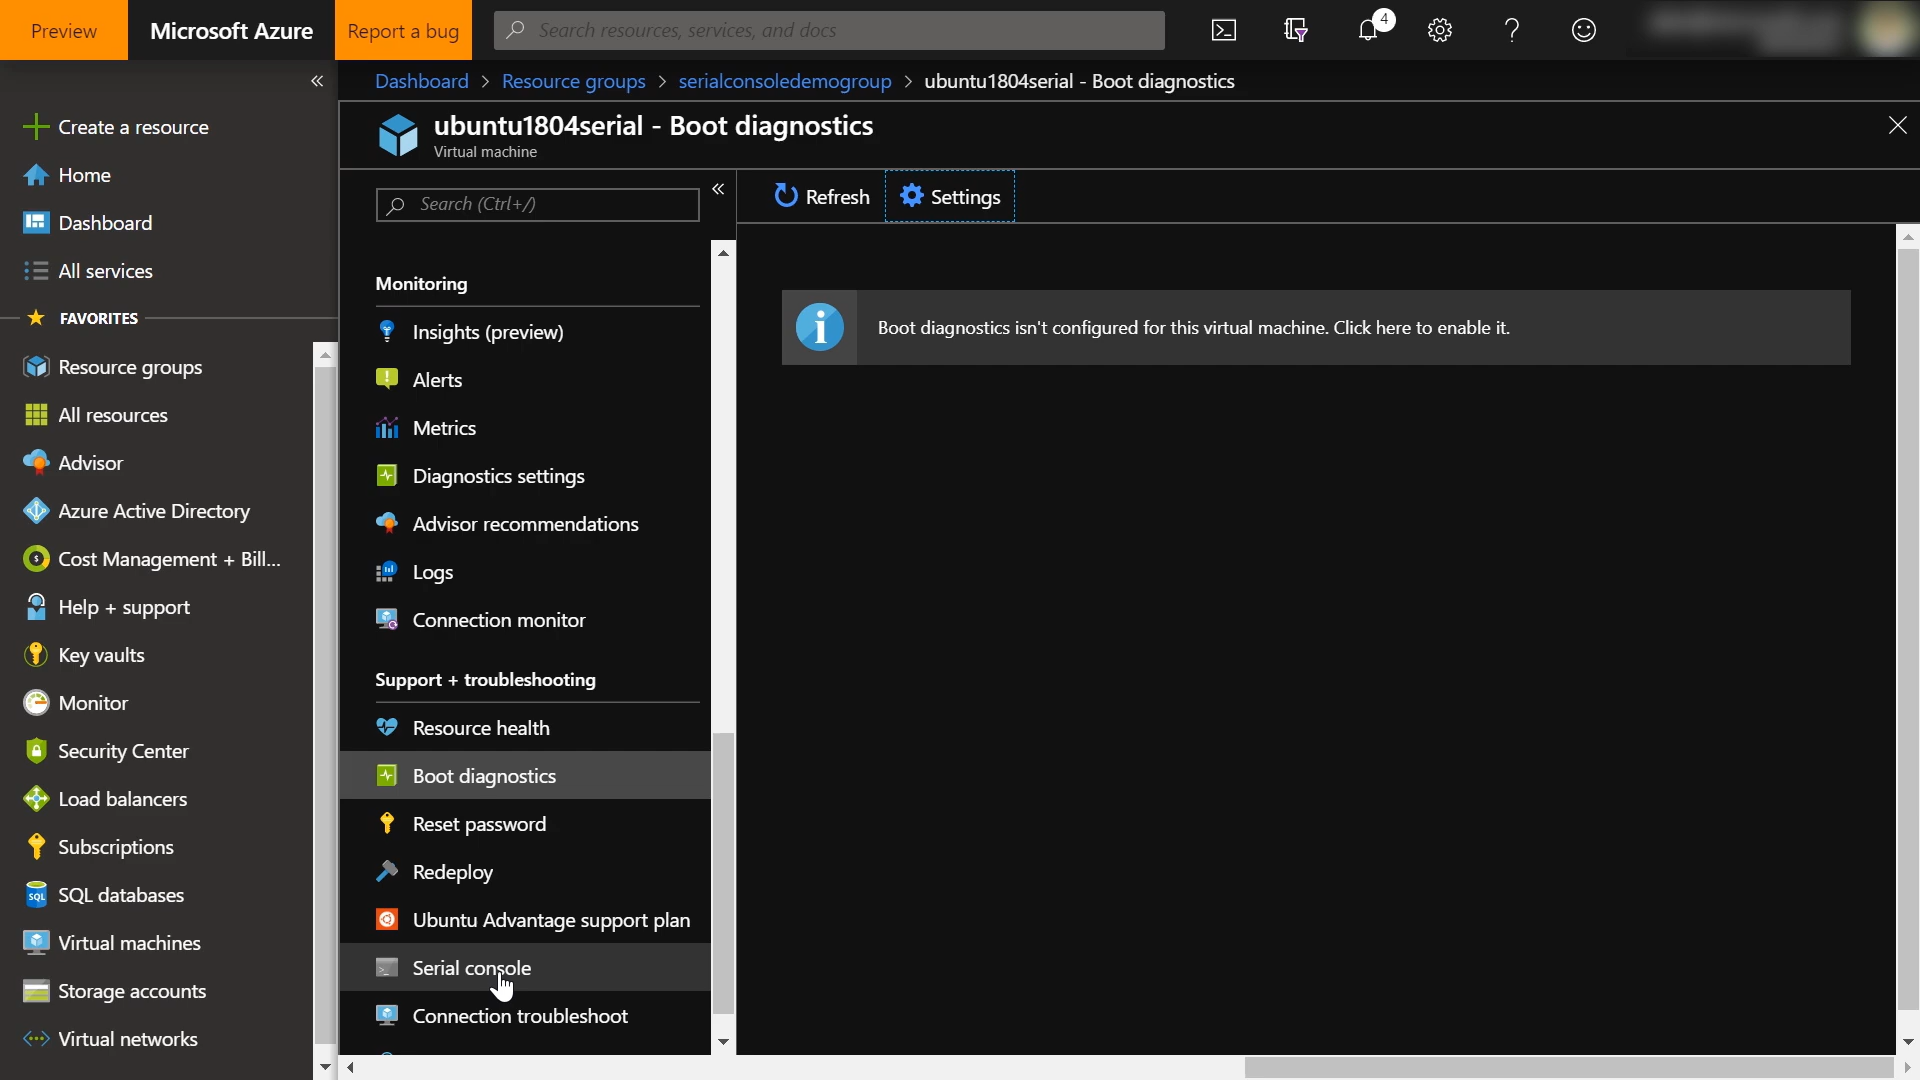 Preview
Microsoft Azure
Report a bug
Search resources, services, and docs
4
Dashboard > Resource groups > serialconsoledemogroup > ubuntu1804serial - Boot diagnostics
Create a resource
Home
Dashboard
All services
FAVORITES
Resource groups
All resources
Advisor
Azure Active Directory
Cost Management + Bill...
Help + support
Key vaults
Monitor
Security Center
Load balancers
Subscriptions
SQL databases
Virtual machines
Storage accounts
Virtual networks
ubuntu1804serial - Boot diagnostics
Virtual machine
Search (Ctrl+/)
Monitoring
Insights (preview)
Alerts
Metrics
Diagnostics settings
Advisor recommendations
Logs
Connection monitor
Support + troubleshooting
Resource health
Boot diagnostics
Reset password
Redeploy
Ubuntu Advantage support plan
Serial console
Connection troubleshoot
Refresh
Settings
Boot diagnostics isn't configured for this virtual machine. Click here to enable it.